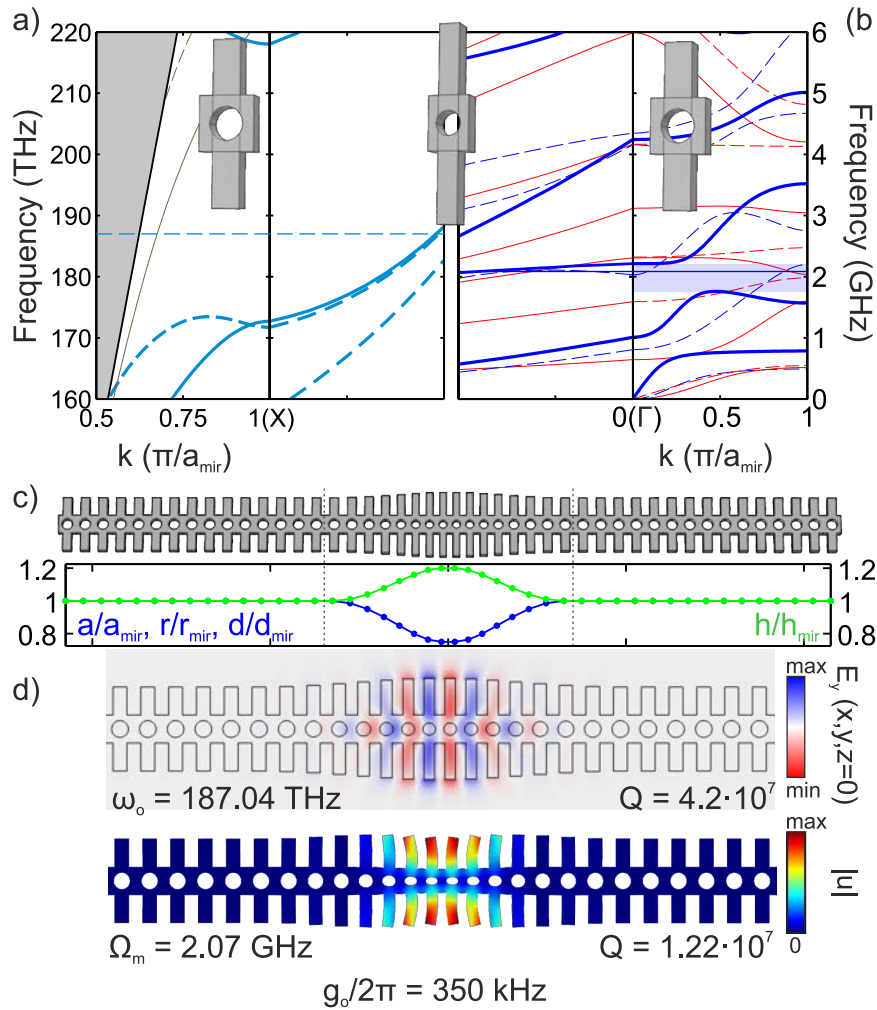 a)
(b)
220
210
200
190
180
170
160
Frequency (THz)
0.5
0.75
1(X)
k (π/a_mir)
6
5
4
3
2
1
0
Frequency (GHz)
0(Γ)
0.5
1
k (π/a_mir)
c)
1.2
1
0.8
a/a_mir, r/r_mir, d/d_mir
h/h_mir
1.2
1
0.8
d)
ω_o = 187.04 THz
Q = 4.2·10^7
max
min
E_y (x,y,z=0)
Ω_m = 2.07 GHz
Q = 1.22·10^7
max
0
|u|
g_o/2π = 350 kHz